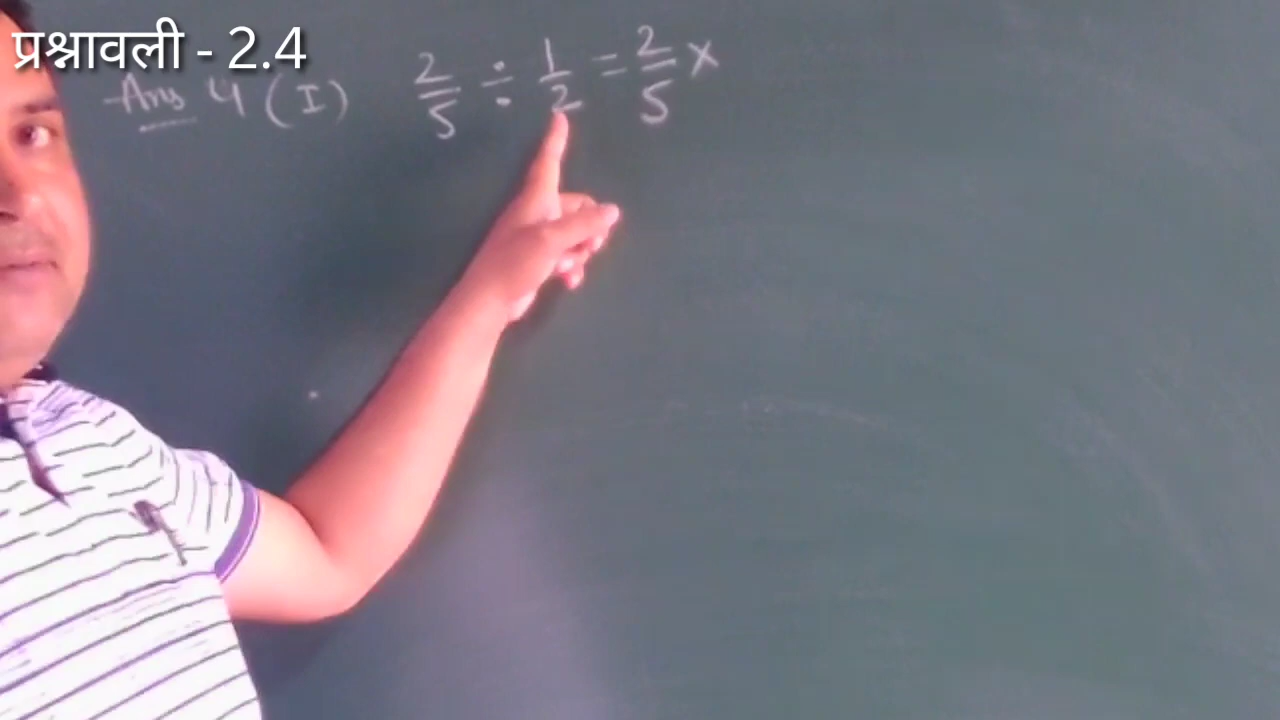 प्रश्नावली - 2.4
Ans 4 (I) 2/5 ÷ 1/2 = 2/5 ×